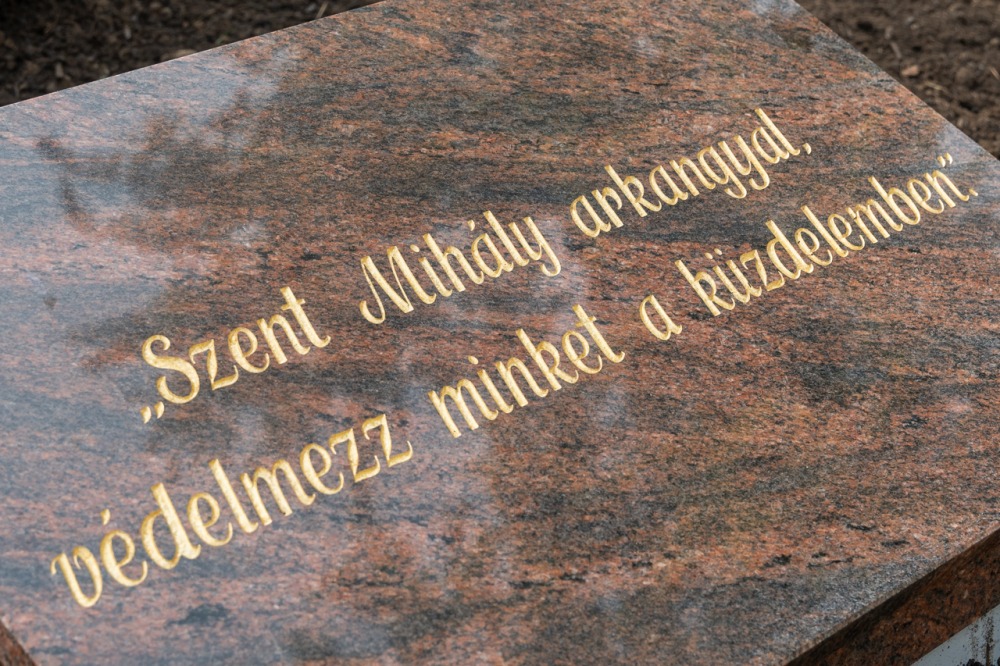 „Szent Mihály arkangyal,
védelmezz minket a küzdelemben”.